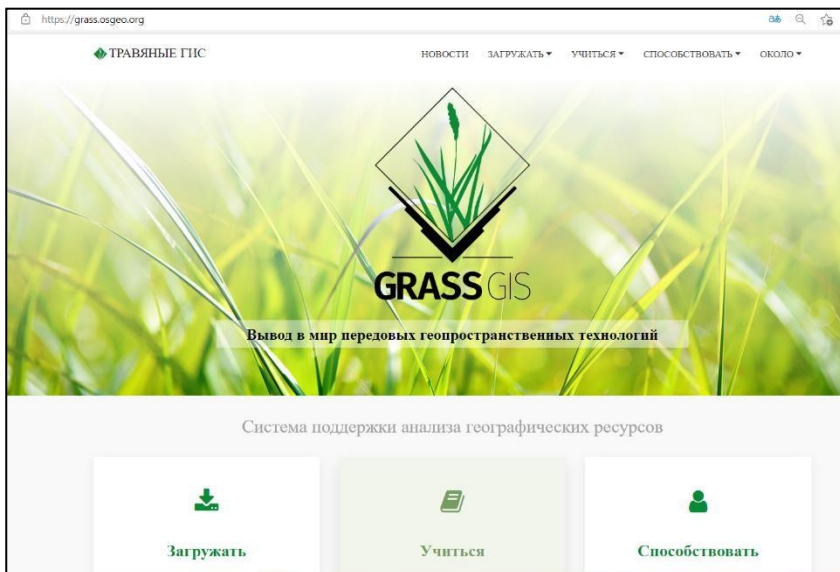 https://grass.osgeo.org
ТРАВЯНЫЕ ГИС НОВОСТИ ЗАГРУЖАТЬ УЧИТЬСЯ СПОСОБСТВОВАТЬ ОКОЛО
GRASS GIS
Вывод в мир передовых геопространственных технологий
Система поддержки анализа географических ресурсов
Загружать Учиться Способствовать